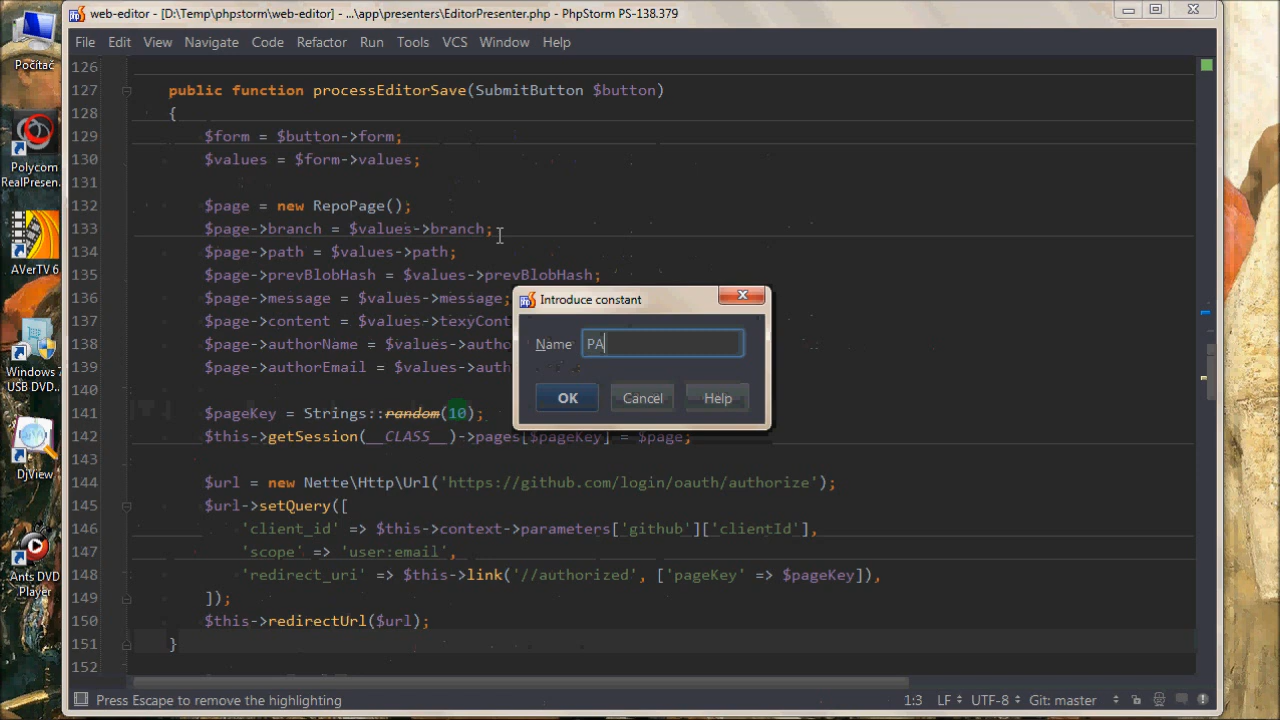 web-editor - [D:\Temp\phpstorm\web-editor] - ...\app\presenters\EditorPresenter.php - PhpStorm PS-138.379
File Edit View Navigate Code Refactor Run Tools VCS Window Help
Počítač
Polycom
RealPresen...
AVerTV 6
Windows 7
USB DVD...
DjView
Ants DVD
Player
126
127 public function processEditorSave(SubmitButton $button)
128 {
129 $form = $button->form;
130 $values = $form->values;
131
132 $page = new RepoPage();
133 $page->branch = $values->branch;
134 $page->path = $values->path;
135 $page->prevBlobHash = $values->prevBlobHash;
136 $page->message = $values->message;
137 $page->content = $values->texyCont
138 $page->authorName = $values->autho
139 $page->authorEmail = $values->auth
140
141 $pageKey = Strings::random(10);
142 $this->getSession(__CLASS__)->pages[$pageKey] = $page;
143
144 $url = new Nette\Http\Url('https://github.com/login/oauth/authorize');
145 $url->setQuery([
146 'client_id' => $this->context->parameters['github']['clientId'],
147 'scope' => 'user:email',
148 'redirect_uri' => $this->link('//authorized', ['pageKey' => $pageKey]),
149 ]);
150 $this->redirectUrl($url);
151 }
152
Introduce constant
Name PA
OK Cancel Help
Press Escape to remove the highlighting 1:3 LF UTF-8 Git: master